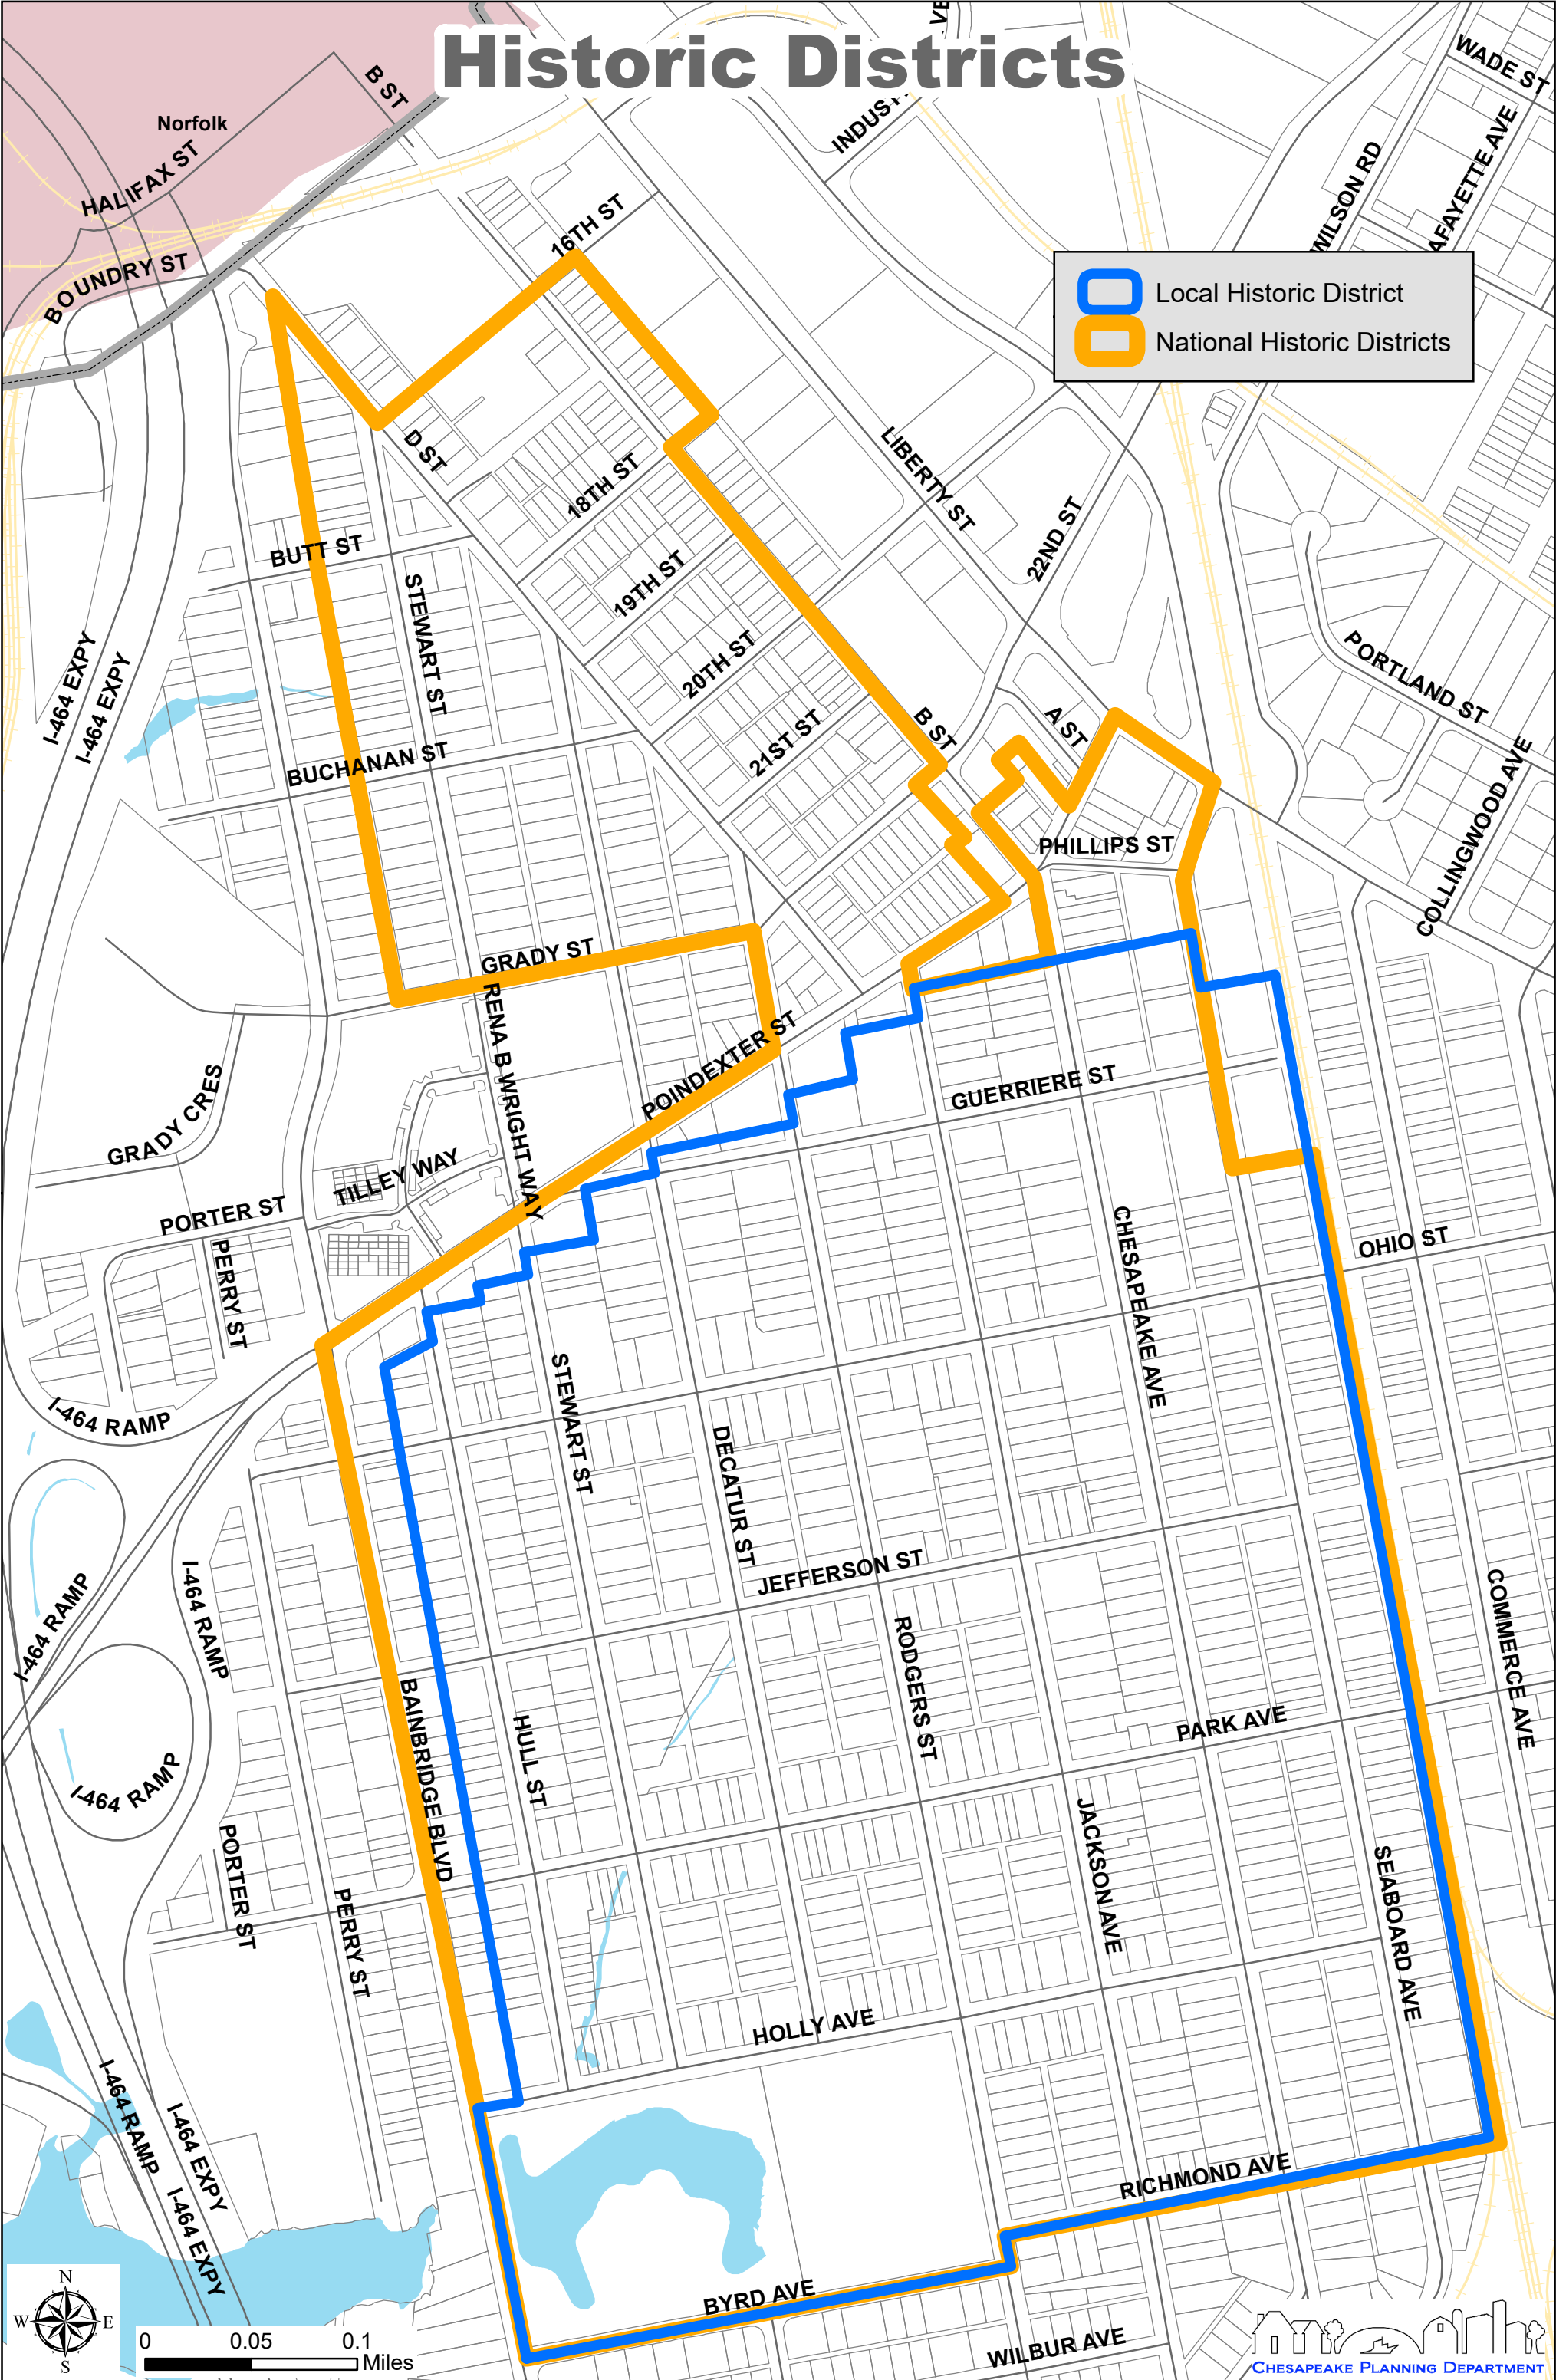 Historic Districts
VE
WADE ST
B ST
INDUST
Norfolk
HALIFAX ST
WILSON RD
AFAYETTE AVE
16TH ST
BOUNDRY ST
Local Historic District
National Historic Districts
D ST
LIBERTY ST
18TH ST
22ND ST
BUTT ST
19TH ST
STEWART ST
20TH ST
I-464 EXPY
I-464 EXPY
PORTLAND ST
21ST ST
B ST
A ST
BUCHANAN ST
COLLINGWOOD AVE
PHILLIPS ST
GRADY ST
RENA B WRIGHT WAY
POINDEXTER ST
GUERRIERE ST
GRADY CRES
TILLEY WAY
PORTER ST
PERRY ST
CHESAPEAKE AVE
OHIO ST
I-464 RAMP
STEWART ST
DECATUR ST
JEFFERSON ST
I-464 RAMP
I-464 RAMP
COMMERCE AVE
RODGERS ST
BAINBRIDGE BLVD
HULL ST
PARK AVE
I-464 RAMP
JACKSON AVE
PORTER ST
PERRY ST
SEABOARD AVE
HOLLY AVE
I-464 RAMP
I-464 EXPY
I-464 EXPY
RICHMOND AVE
BYRD AVE
WILBUR AVE
N
W E
S
0 0.05 0.1
Miles
CHESAPEAKE PLANNING DEPARTMENT